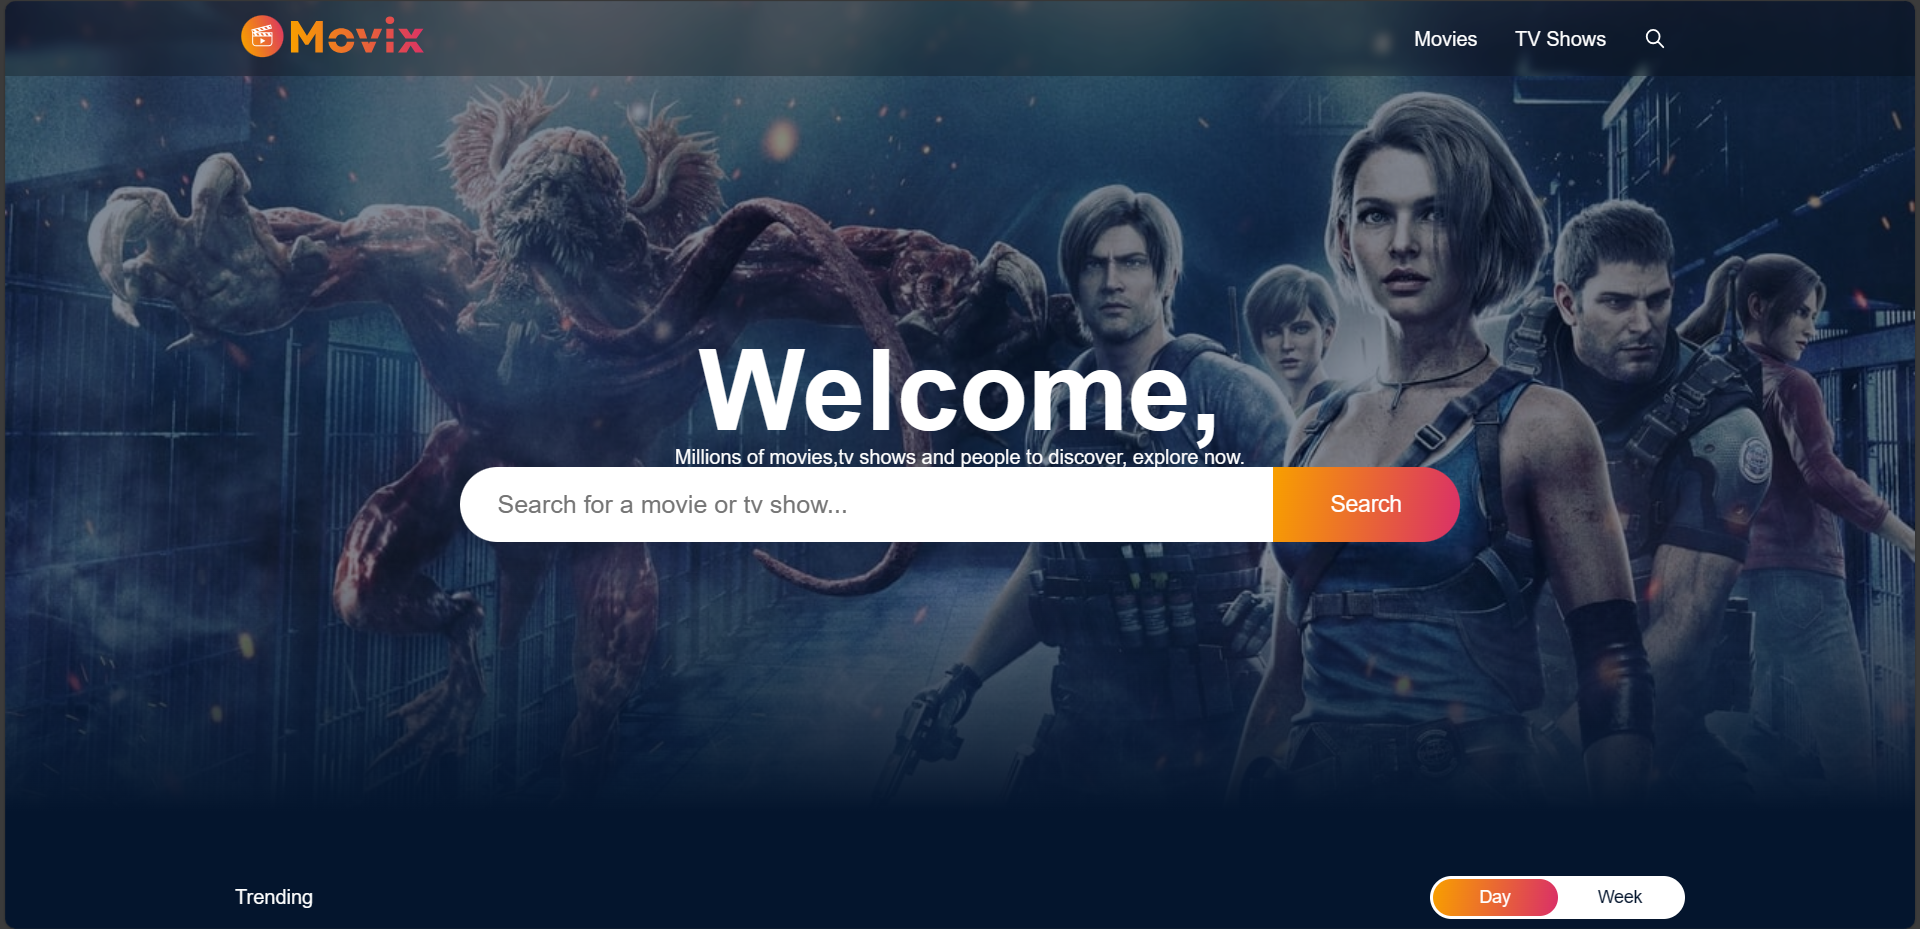 Movix
Movies
TV Shows
Welcome,
Millions of movies,tv shows and people to discover, explore now.
Search for a movie or tv show...
Search
Trending
Day
Week